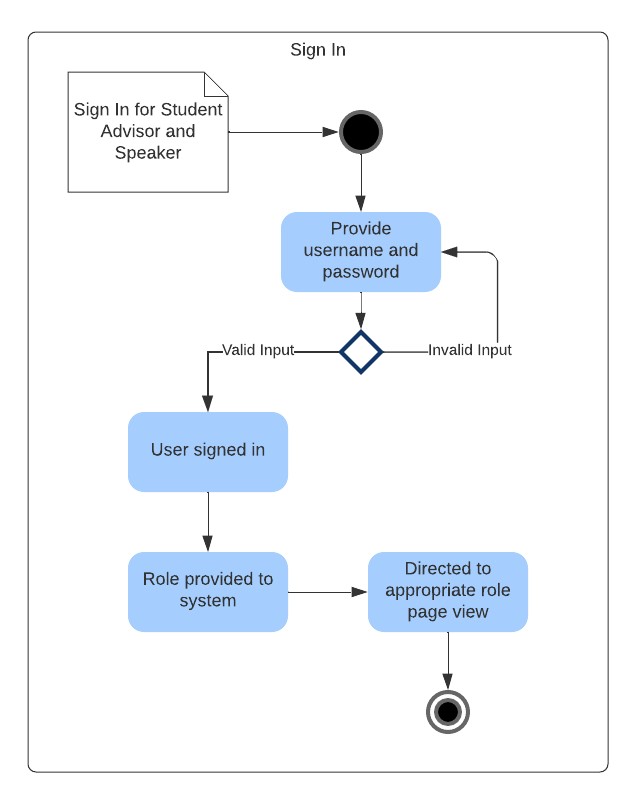 Sign In
Sign In for Student
Advisor and
Speaker
Provide
username and
password
Valid Input
Invalid Input
User signed in
Role provided to
system
Directed to
appropriate role
page view